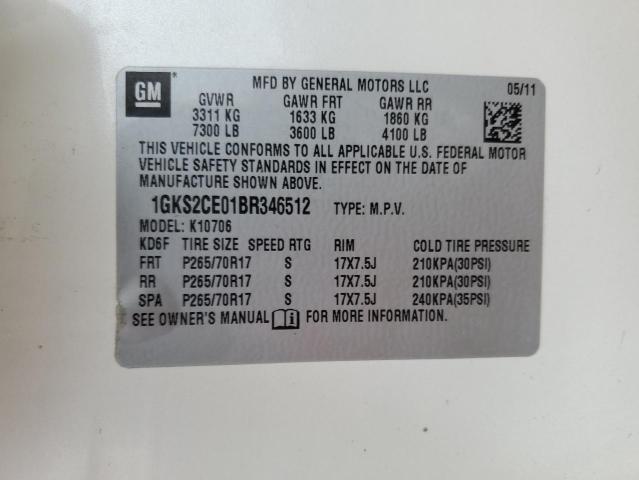 GM
MFD BY GENERAL MOTORS LLC 05/11
GVWR GAWR FRT GAWR RR
3311 KG 1633 KG 1860 KG
7300 LB 3600 LB 4100 LB
THIS VEHICLE CONFORMS TO ALL APPLICABLE U.S. FEDERAL MOTOR
VEHICLE SAFETY STANDARDS IN EFFECT ON THE DATE OF
MANUFACTURE SHOWN ABOVE.
1GKS2CE01BR346512 TYPE: M.P.V.
MODEL: K10706
KD6F TIRE SIZE SPEED RTG RIM COLD TIRE PRESSURE
FRT P265/70R17 S 17X7.5J 210KPA(30PSI)
RR P265/70R17 S 17X7.5J 210KPA(30PSI)
SPA P265/70R17 S 17X7.5J 240KPA(35PSI)
SEE OWNER'S MANUAL i FOR MORE INFORMATION.